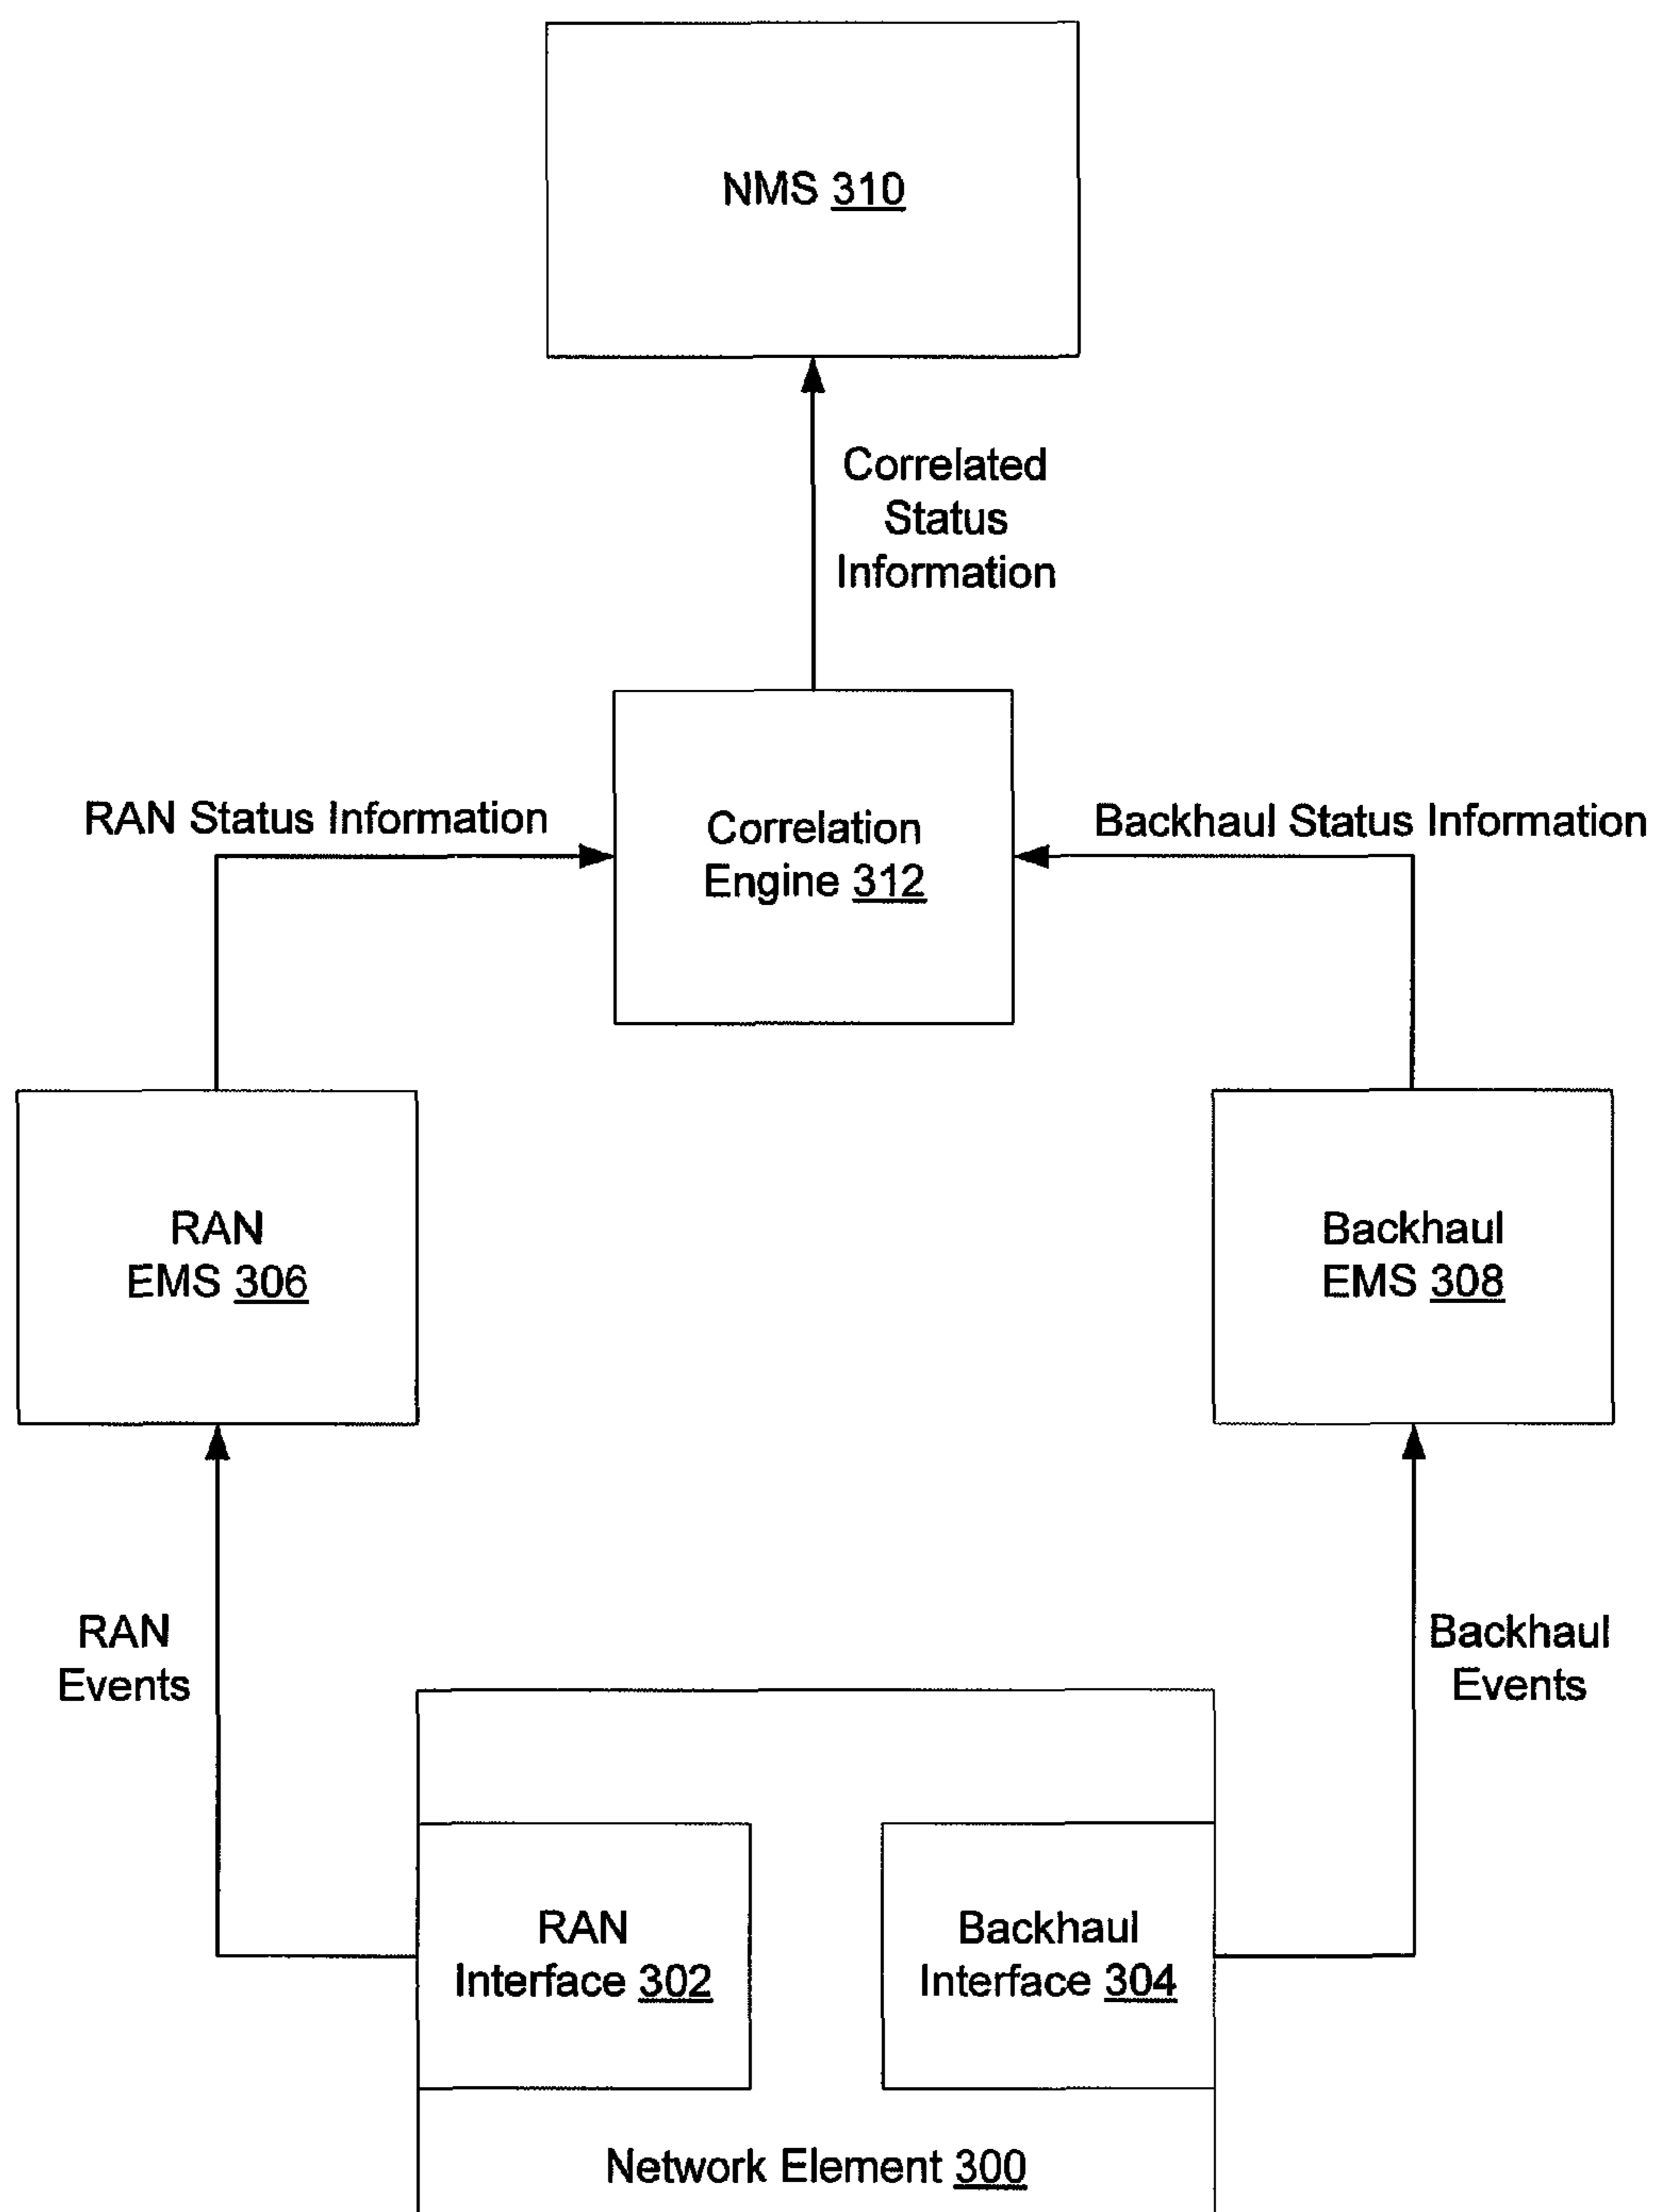 NMS 310
Correlated
Status
Information
RAN Status Information
Correlation
Engine 312
Backhaul Status Information
RAN
EMS 306
Backhaul
EMS 308
RAN
Events
Backhaul
Events
RAN
Interface 302
Backhaul
Interface 304
Network Element 300